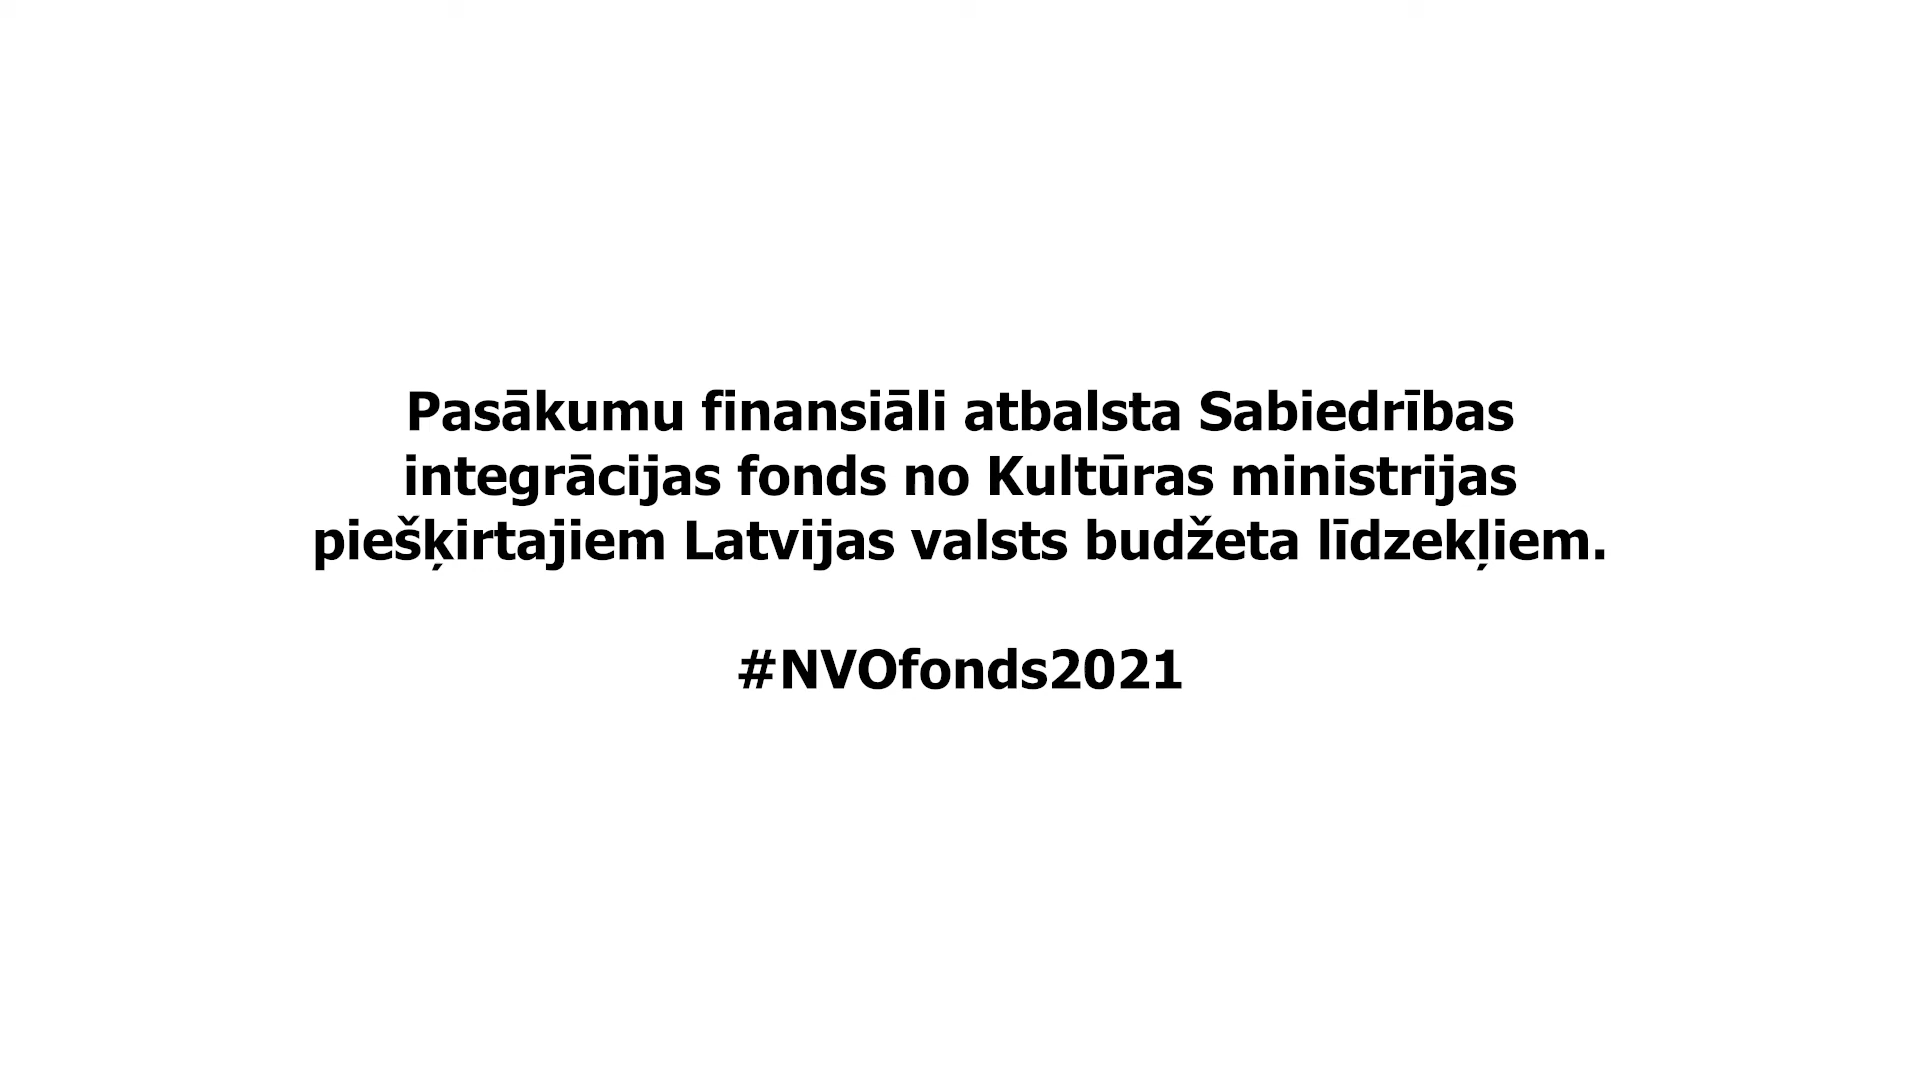 Pasākumu finansiāli atbalsta Sabiedrības
integrācijas fonds no Kultūras ministrijas
piešķirtajiem Latvijas valsts budžeta līdzekļiem.
#NVOfonds2021